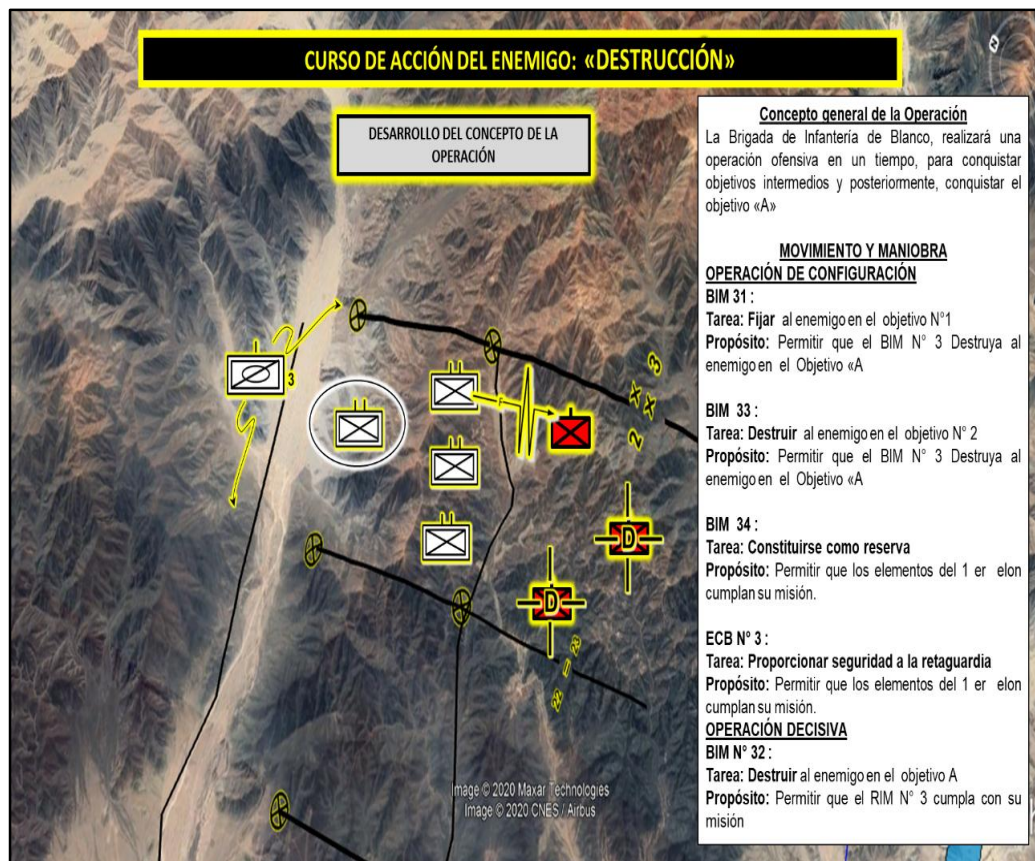 CURSO DE ACCIÓN DEL ENEMIGO: «DESTRUCCIÓN»
DESARROLLO DEL CONCEPTO DE LA
OPERACIÓN
Concepto general de la Operación
La Brigada de Infantería de Blanco, realizará una
operación ofensiva en un tiempo, para conquistar
objetivos intermedios y posteriormente, conquistar el
objetivo «A»
MOVIMIENTO Y MANIOBRA
OPERACIÓN DE CONFIGURACIÓN
BIM 31 :
Tarea: Fijar al enemigo en el objetivo N°1
Propósito: Permitir que el BIM N° 3 Destruya al
enemigo en el Objetivo «A
BIM 33 :
Tarea: Destruir al enemigo en el objetivo N° 2
Propósito: Permitir que el BIM N° 3 Destruya al
enemigo en el Objetivo «A
BIM 34 :
Tarea: Constituirse como reserva
Propósito: Permitir que los elementos del 1 er elon
cumplan su misión.
ECB N° 3 :
Tarea: Proporcionar seguridad a la retaguardia
Propósito: Permitir que los elementos del 1 er elon
cumplan su misión.
OPERACIÓN DECISIVA
BIM N° 32 :
Tarea: Destruir al enemigo en el objetivo A
Propósito: Permitir que el RIM N° 3 cumpla con su
misión
N
3
F
2 X X 3
D
D
22 = 23
Image © 2020 Maxar Technologies
Image © 2020 CNES / Airbus